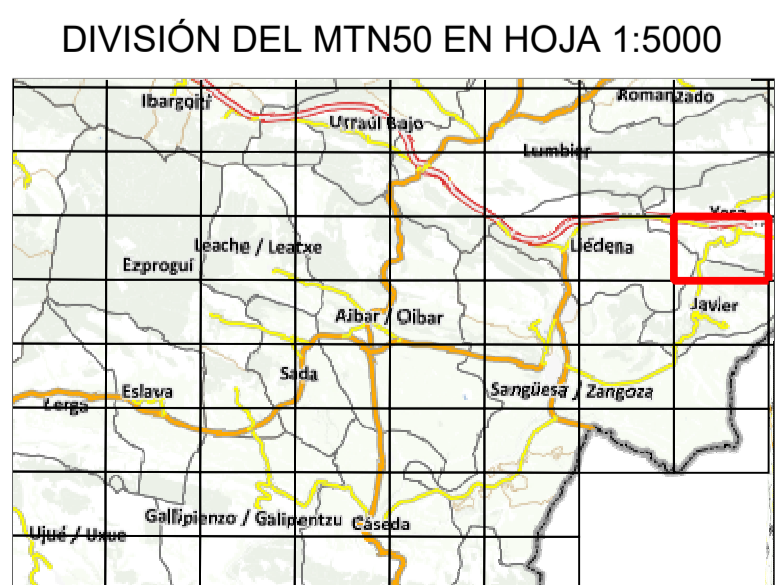 DIVISIÓN DEL MTN50 EN HOJA 1:5000
Ibargoiti
Romanzado
Urraúl Bajo
Lumbier
Yesa
Leache / Leatxe
Liédena
Ezprogui
Javier
Aibar / Oibar
Sada
Eslava
Sangüesa / Zangoza
Lerga
Gallipienzo / Galipentzu
Cáseda
Ujué / Uxue